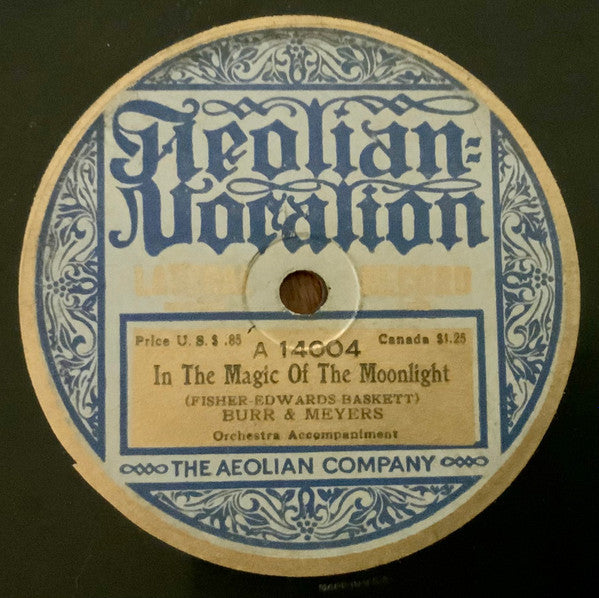 Aeolian-
Vocalion
RECORD
Price U. S. $ .85
Canada $1.25
A 14004
In The Magic Of The Moonlight
(FISHER-EDWARDS-BASKETT)
BURR & MEYERS
Orchestra Accompaniment
THE AEOLIAN COMPANY